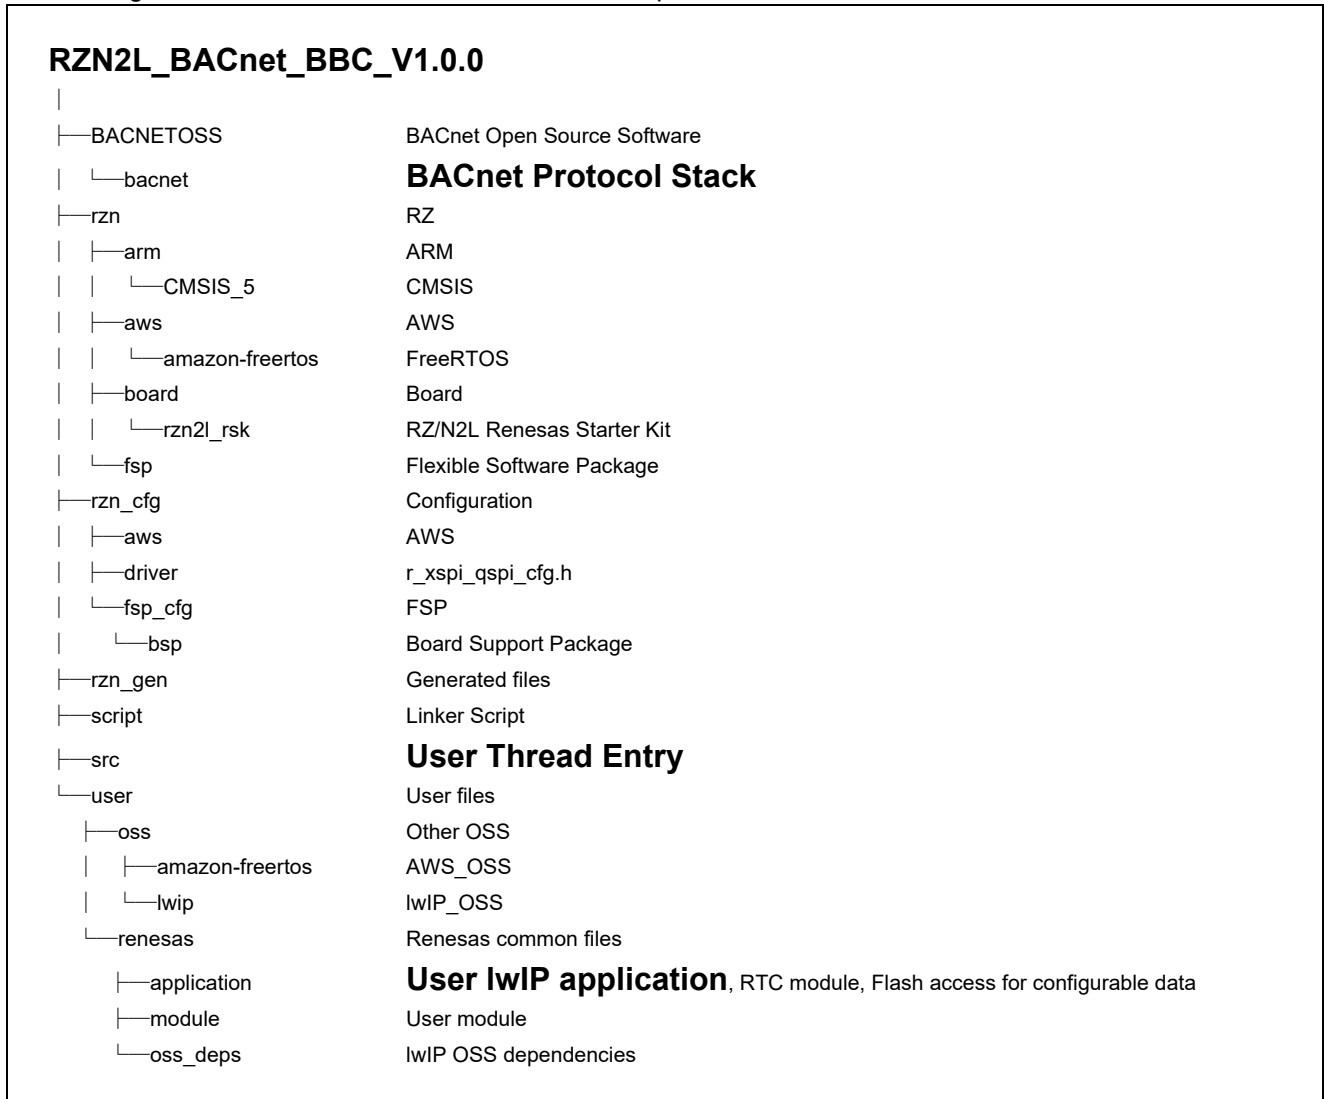 RZN2L_BACnet_BBC_V1.0.0
│
├──BACNETOSS BACnet Open Source Software
│ └──bacnet BACnet Protocol Stack
├──rzn RZ
│ ├──arm ARM
│ │ └──CMSIS_5 CMSIS
│ ├──aws AWS
│ │ └──amazon-freertos FreeRTOS
│ ├──board Board
│ │ └──rzn2l_rsk RZ/N2L Renesas Starter Kit
│ └──fsp Flexible Software Package
├──rzn_cfg Configuration
│ ├──aws AWS
│ ├──driver r_xspi_qspi_cfg.h
│ └──fsp_cfg FSP
│ └──bsp Board Support Package
├──rzn_gen Generated files
├──script Linker Script
├──src User Thread Entry
└──user User files
├──oss Other OSS
│ ├──amazon-freertos AWS_OSS
│ └──lwip lwIP_OSS
└──renesas Renesas common files
├──application User lwIP application, RTC module, Flash access for configurable data
├──module User module
└──oss_deps lwIP OSS dependencies